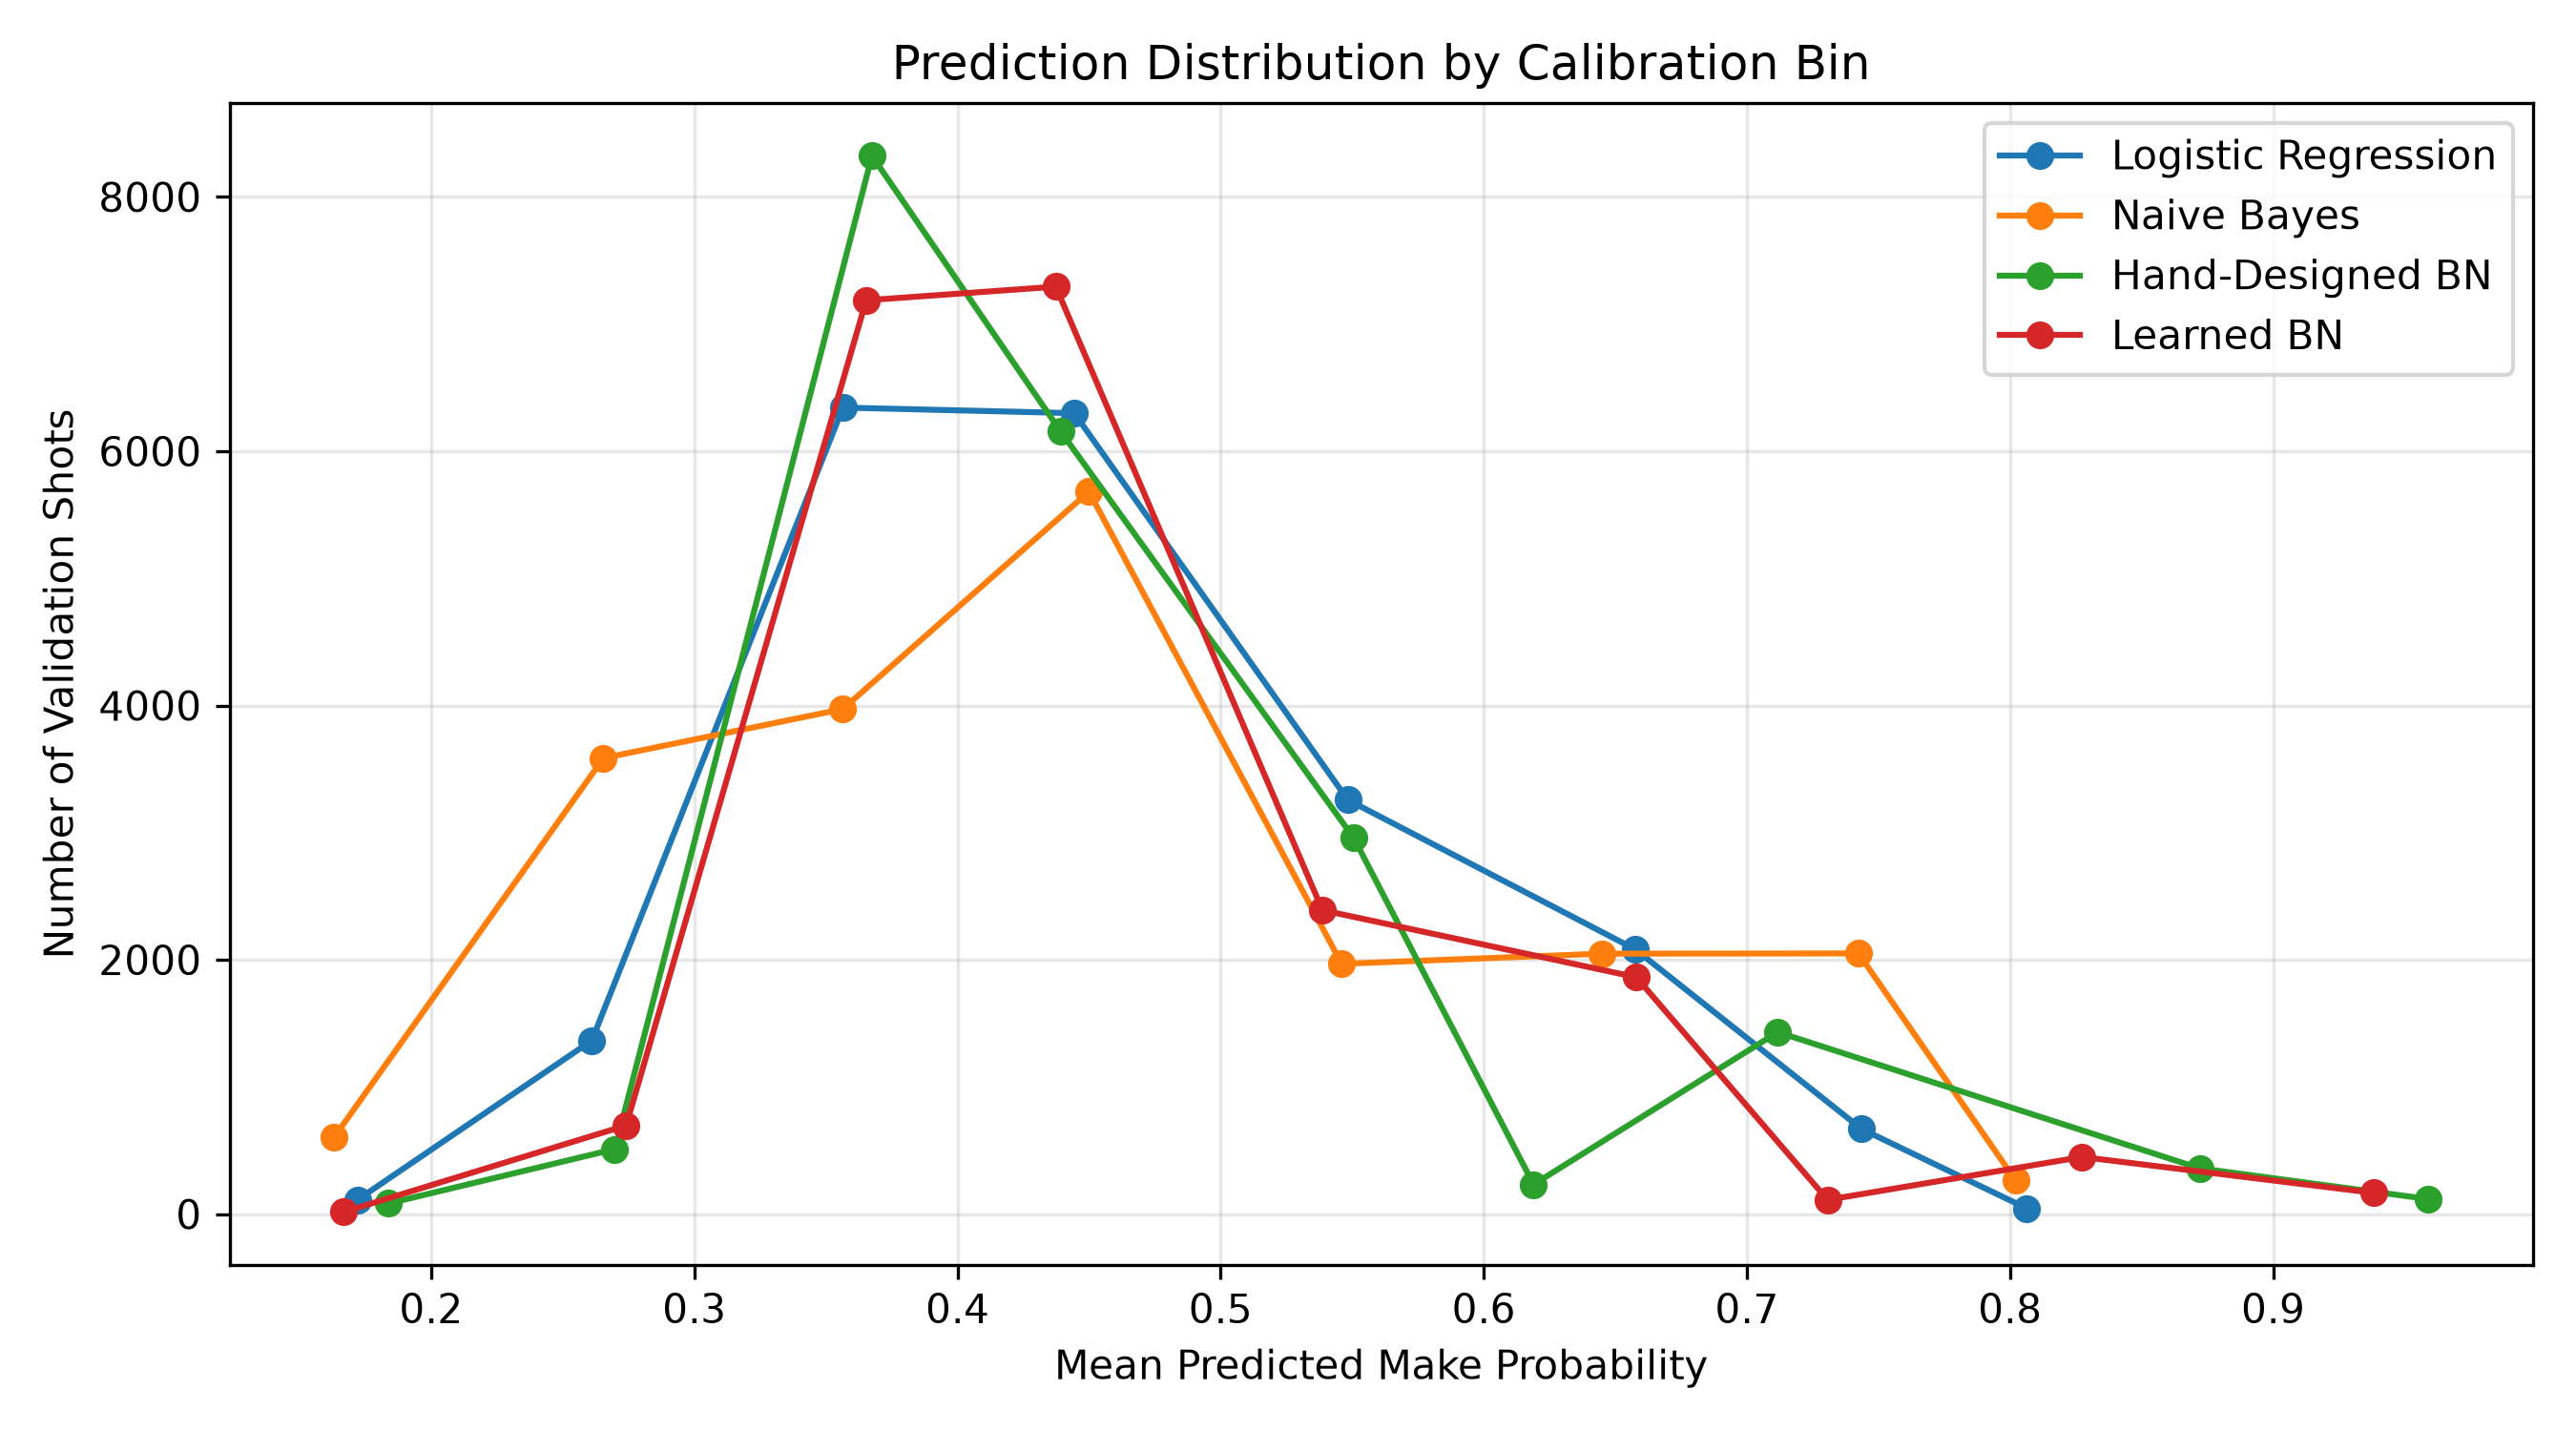 Prediction Distribution by Calibration Bin
Logistic Regression
Naive Bayes
Hand-Designed BN
Learned BN
Number of Validation Shots
8000
6000
4000
2000
0
0.2 0.3 0.4 0.5 0.6 0.7 0.8 0.9
Mean Predicted Make Probability